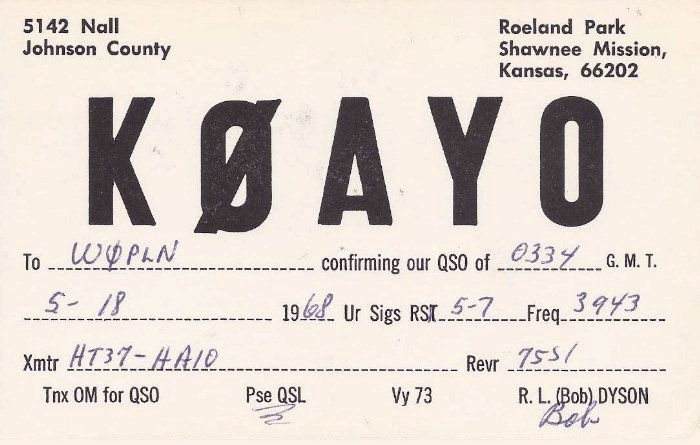 5142 Nall
Johnson County
Roeland Park
Shawnee Mission,
Kansas, 66202
KØAYO
To WØPLN confirming our QSO of 0334 G. M. T.
5- 18 1968 Ur Sigs RST 5-7 Freq. 3943
Xmtr HT37-HA10 Revr 75S1
Tnx OM for QSO Pse QSL Vy 73 R. L. (Bob) DYSON
Bob